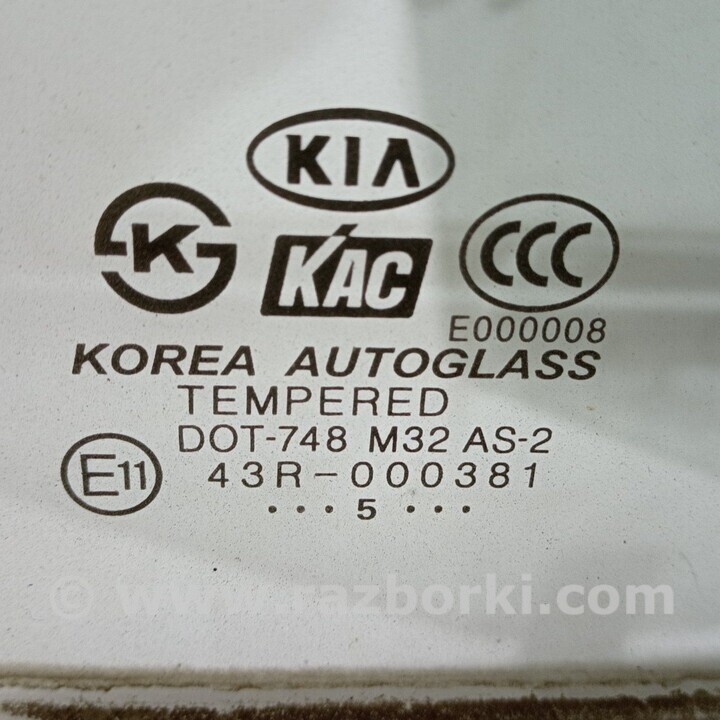 KIA
K
KAC
CCC
E000008
KOREA AUTOGLASS
TEMPERED
DOT-748 M32 AS-2
E11
43R-000381
••• 5 •••
© www.razborki.com